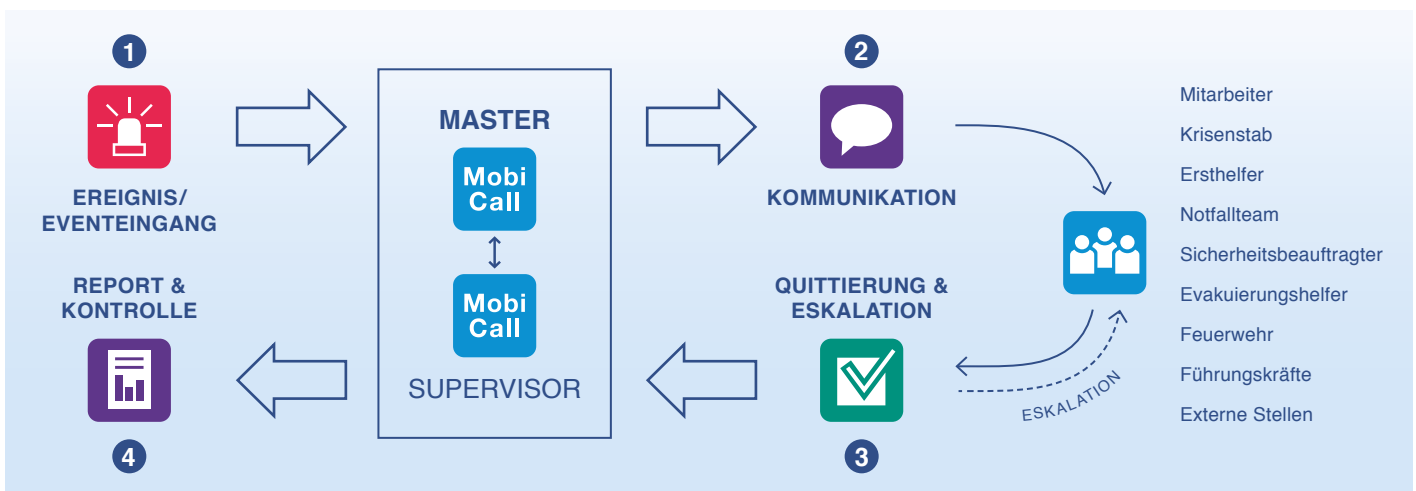 1
EREIGNIS/
EVENTEINGANG
MASTER
Mobi
Call
Mobi
Call
SUPERVISOR
2
KOMMUNIKATION
QUITTIERUNG &
ESKALATION
3
ESKALATION
Mitarbeiter
Krisenstab
Ersthelfer
Notfallteam
Sicherheitsbeauftragter
Evakuierungshelfer
Feuerwehr
Führungskräfte
Externe Stellen
REPORT &
KONTROLLE
4